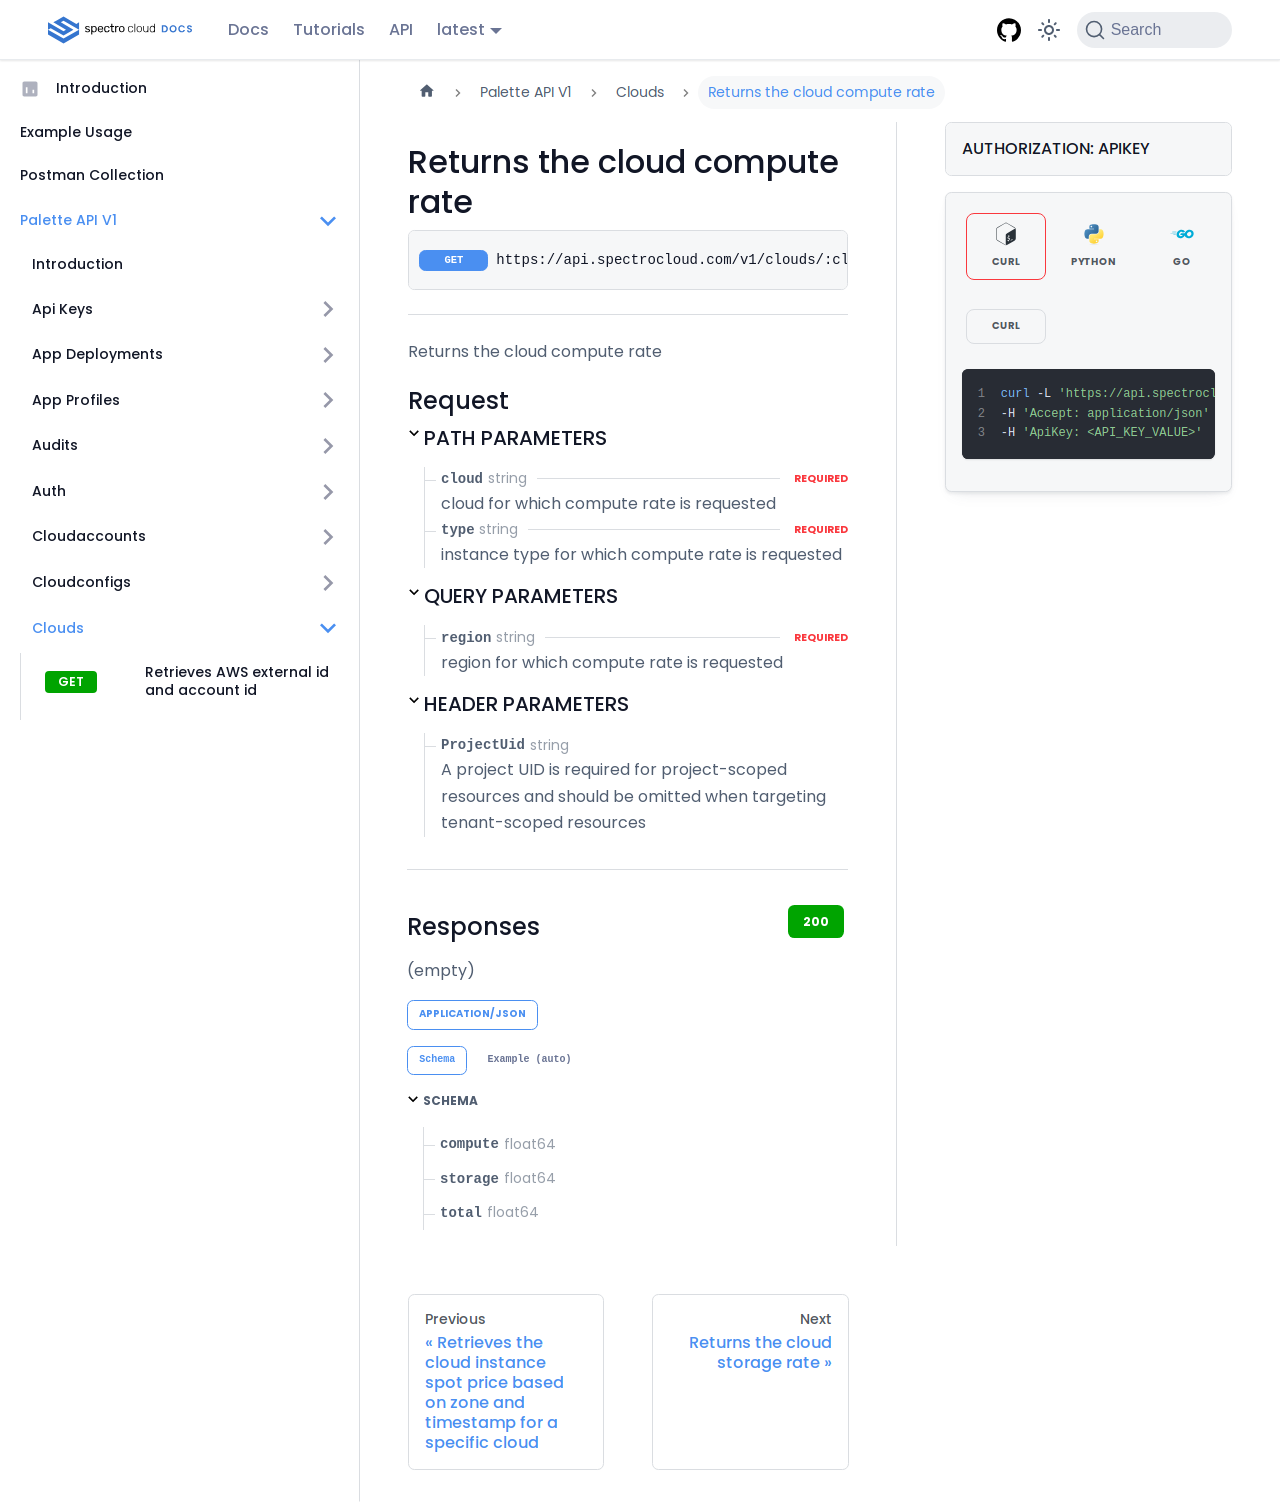 spectro cloud DOCS
Docs
Tutorials
API
latest
Search
Introduction
Example Usage
Postman Collection
Palette API V1
Introduction
Api Keys
App Deployments
App Profiles
Audits
Auth
Cloudaccounts
Cloudconfigs
Clouds
GET
Retrieves AWS external id
and account id
Palette API V1
Clouds
Returns the cloud compute rate
Returns the cloud compute
rate
GET
https://api.spectrocloud.com/v1/clouds/:cl
Returns the cloud compute rate
Request
PATH PARAMETERS
cloud string REQUIRED
cloud for which compute rate is requested
type string REQUIRED
instance type for which compute rate is requested
QUERY PARAMETERS
region string REQUIRED
region for which compute rate is requested
HEADER PARAMETERS
ProjectUid string
A project UID is required for project-scoped
resources and should be omitted when targeting
tenant-scoped resources
Responses
200
(empty)
APPLICATION/JSON
Schema
Example (auto)
SCHEMA
compute float64
storage float64
total float64
Previous
« Retrieves the
cloud instance
spot price based
on zone and
timestamp for a
specific cloud
Next
Returns the cloud
storage rate »
AUTHORIZATION: APIKEY
CURL
PYTHON
GO
CURL
1 curl -L 'https://api.spectrocl
2 -H 'Accept: application/json'
3 -H 'ApiKey: <API_KEY_VALUE>'